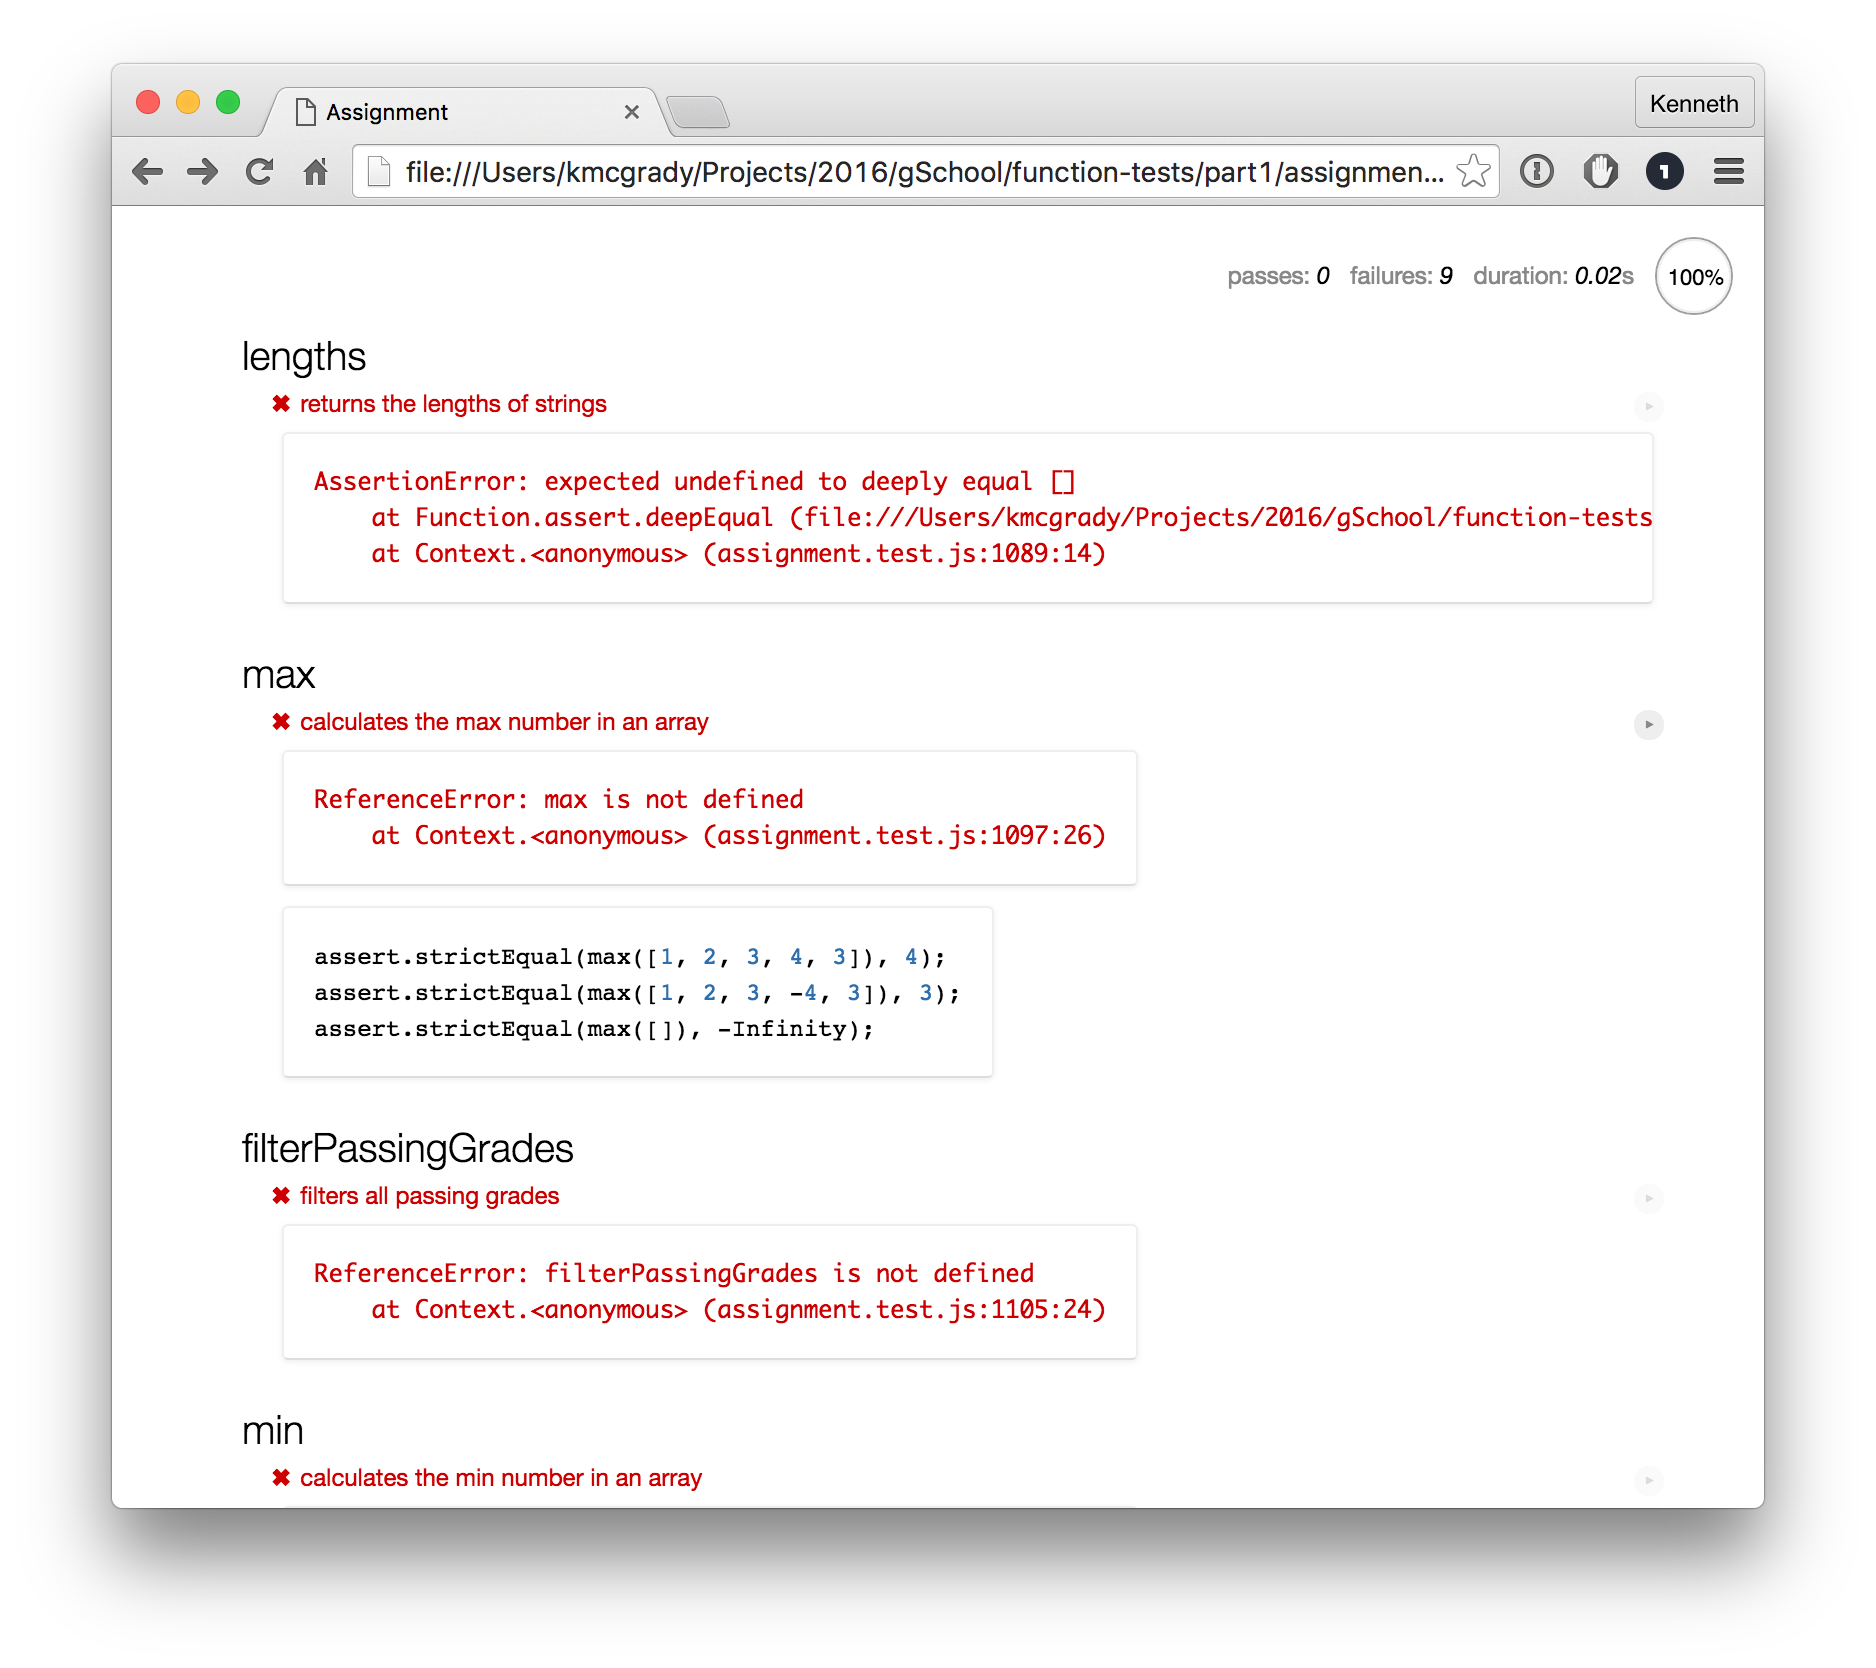 Assignment
Kenneth
file:///Users/kmcgrady/Projects/2016/gSchool/function-tests/part1/assignmen...
passes: 0 failures: 9 duration: 0.02s 100%
lengths
✖ returns the lengths of strings
AssertionError: expected undefined to deeply equal []
at Function.assert.deepEqual (file:///Users/kmcgrady/Projects/2016/gSchool/function-tests
at Context.<anonymous> (assignment.test.js:1089:14)
max
✖ calculates the max number in an array
ReferenceError: max is not defined
at Context.<anonymous> (assignment.test.js:1097:26)
assert.strictEqual(max([1, 2, 3, 4, 3]), 4);
assert.strictEqual(max([1, 2, 3, -4, 3]), 3);
assert.strictEqual(max([]), -Infinity);
filterPassingGrades
✖ filters all passing grades
ReferenceError: filterPassingGrades is not defined
at Context.<anonymous> (assignment.test.js:1105:24)
min
✖ calculates the min number in an array